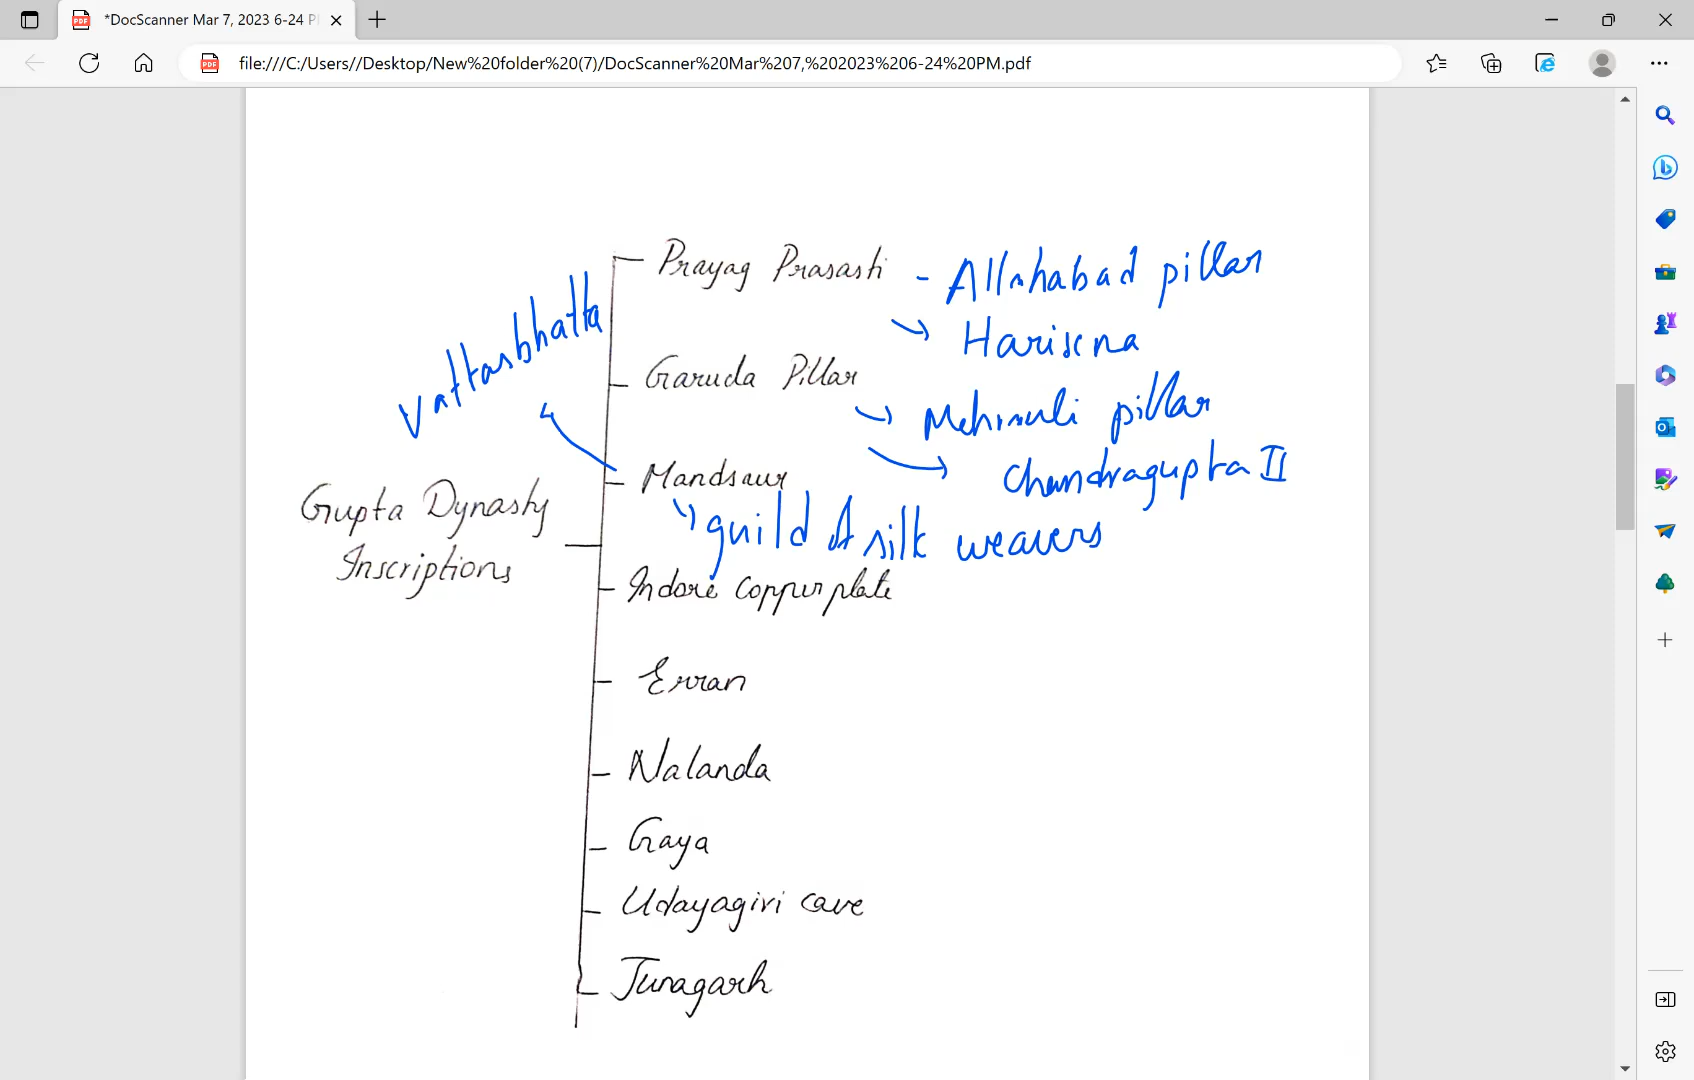 *DocScanner Mar 7, 2023 6-24 P
file:///C:/Users//Desktop/New%20folder%20(7)/DocScanner%20Mar%207,%202023%206-24%20PM.pdf
Prayag Prasasti - Allahabad pillar
→ Harisena
Vattasbhatta
Garuda Pillar
→ Mehrauli pillar
→ Chandragupta II
Mandsaur
→ guild of silk weavers
Gupta Dynasty
Inscriptions
Indore Copper plate
Erran
Nalanda
Gaya
Udayagiri cave
Junagarh